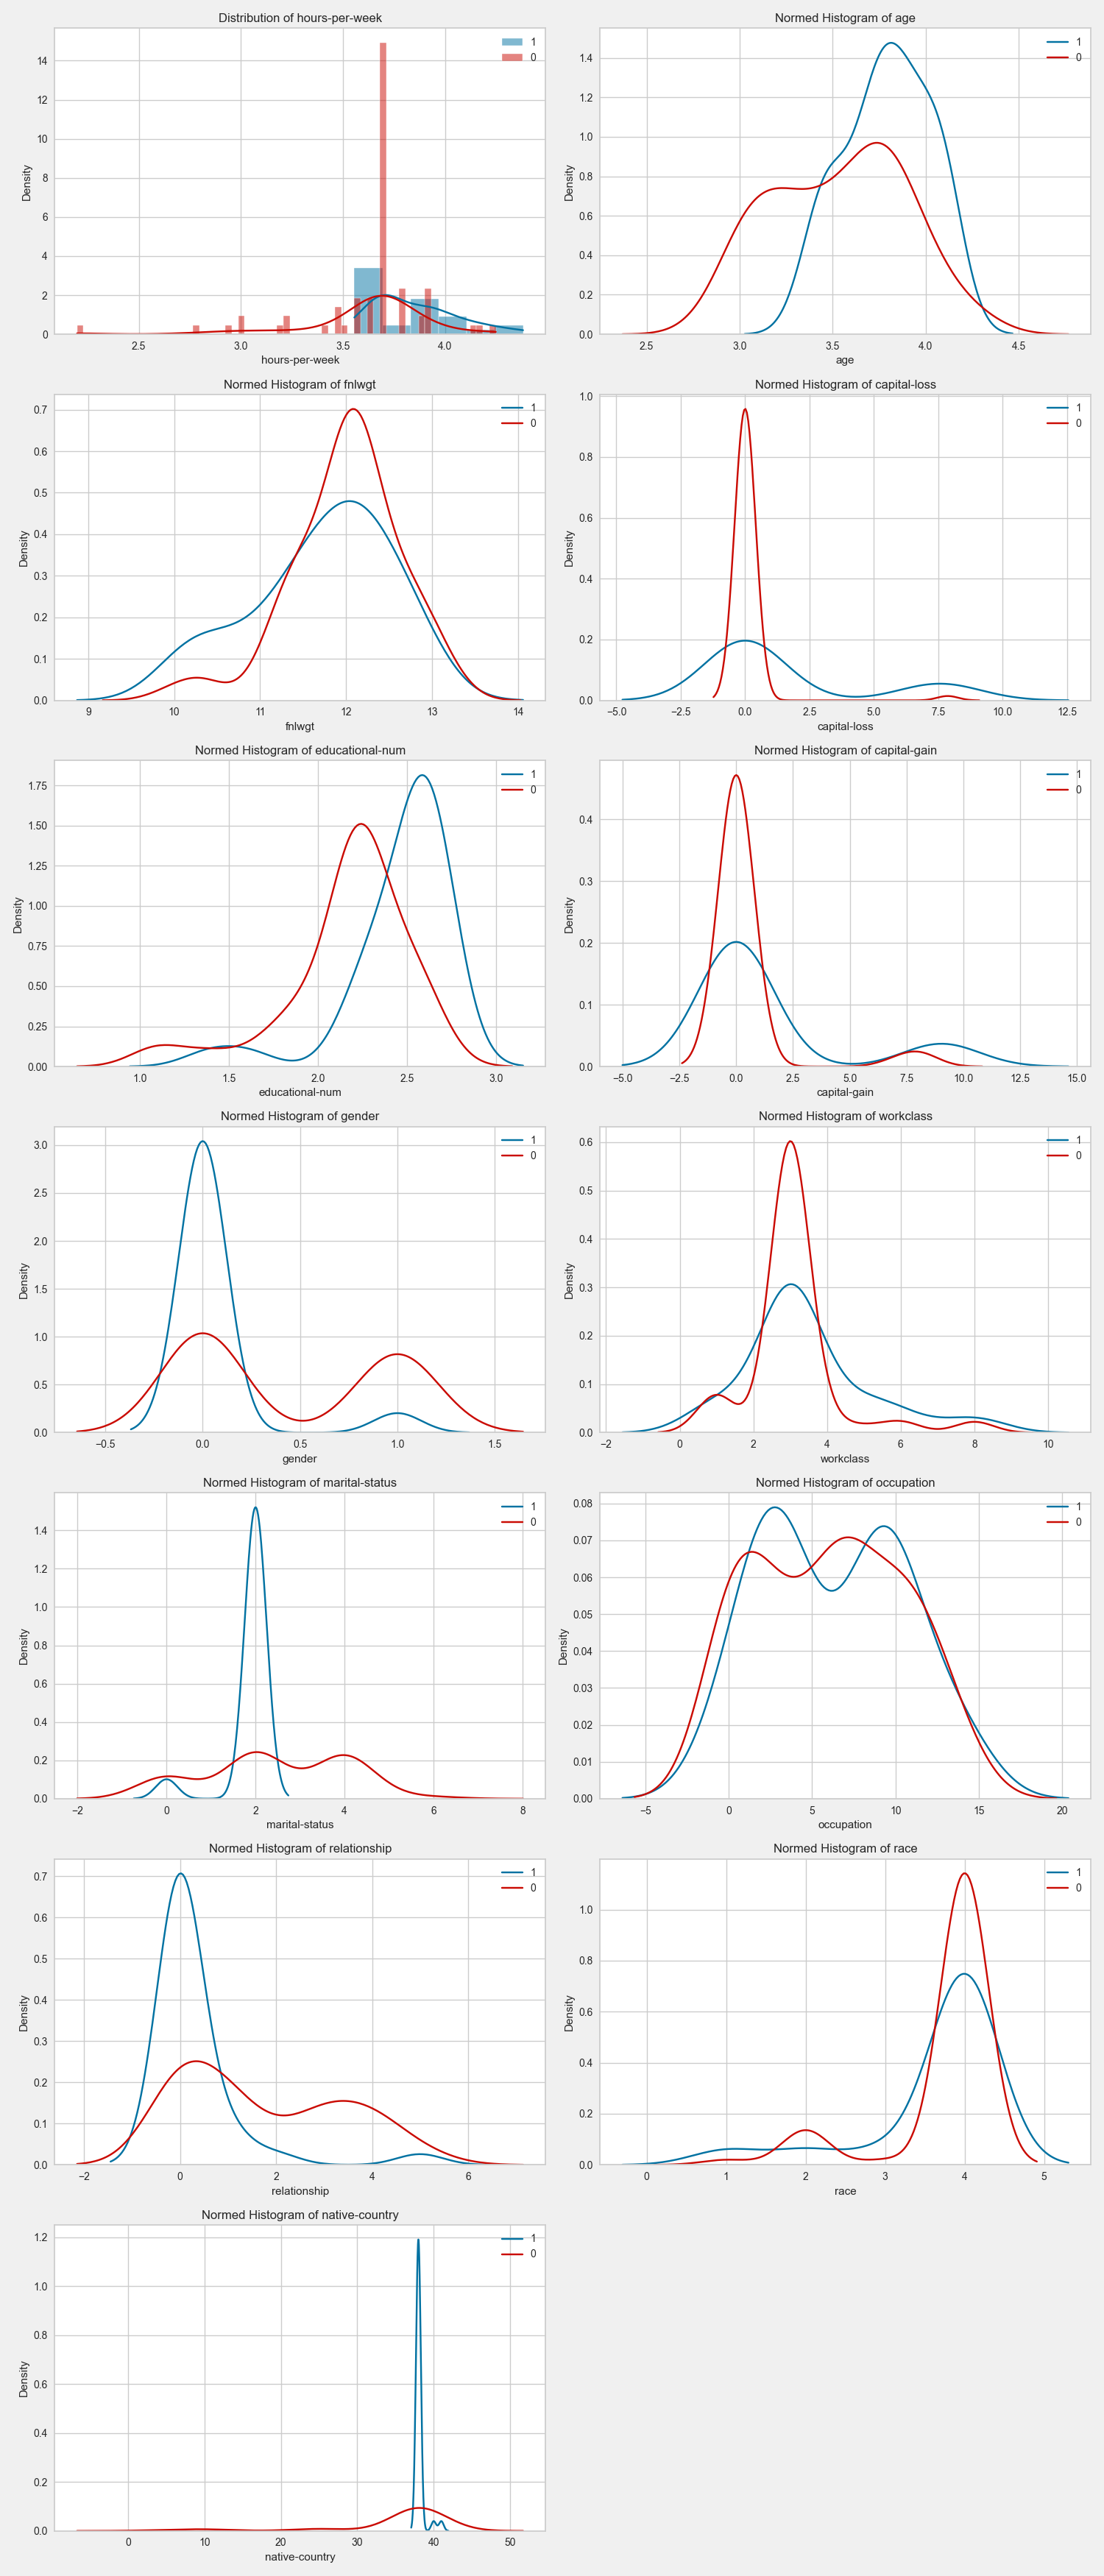 Distribution of hours-per-week
1
0
14
12
10
8
6
4
2
0
Density
2.5 3.0 3.5 4.0
hours-per-week
Normed Histogram of age
1
0
1.4
1.2
1.0
0.8
0.6
0.4
0.2
0.0
Density
2.5 3.0 3.5 4.0 4.5
age
Normed Histogram of fnlwgt
1
0
0.7
0.6
0.5
0.4
0.3
0.2
0.1
0.0
Density
9 10 11 12 13 14
fnlwgt
Normed Histogram of capital-loss
1
0
1.0
0.8
0.6
0.4
0.2
0.0
Density
−5.0 −2.5 0.0 2.5 5.0 7.5 10.0 12.5
capital-loss
Normed Histogram of educational-num
1
0
1.75
1.50
1.25
1.00
0.75
0.50
0.25
0.00
Density
1.0 1.5 2.0 2.5 3.0
educational-num
Normed Histogram of capital-gain
1
0
0.4
0.3
0.2
0.1
0.0
Density
−5.0 −2.5 0.0 2.5 5.0 7.5 10.0 12.5 15.0
capital-gain
Normed Histogram of gender
1
0
3.0
2.5
2.0
1.5
1.0
0.5
0.0
Density
−0.5 0.0 0.5 1.0 1.5
gender
Normed Histogram of workclass
1
0
0.6
0.5
0.4
0.3
0.2
0.1
0.0
Density
−2 0 2 4 6 8 10
workclass
Normed Histogram of marital-status
1
0
1.4
1.2
1.0
0.8
0.6
0.4
0.2
0.0
Density
−2 0 2 4 6 8
marital-status
Normed Histogram of occupation
1
0
0.08
0.07
0.06
0.05
0.04
0.03
0.02
0.01
0.00
Density
−5 0 5 10 15 20
occupation
Normed Histogram of relationship
1
0
0.7
0.6
0.5
0.4
0.3
0.2
0.1
0.0
Density
−2 0 2 4 6
relationship
Normed Histogram of race
1
0
1.0
0.8
0.6
0.4
0.2
0.0
Density
0 1 2 3 4 5
race
Normed Histogram of native-country
1
0
1.2
1.0
0.8
0.6
0.4
0.2
0.0
Density
0 10 20 30 40 50
native-country